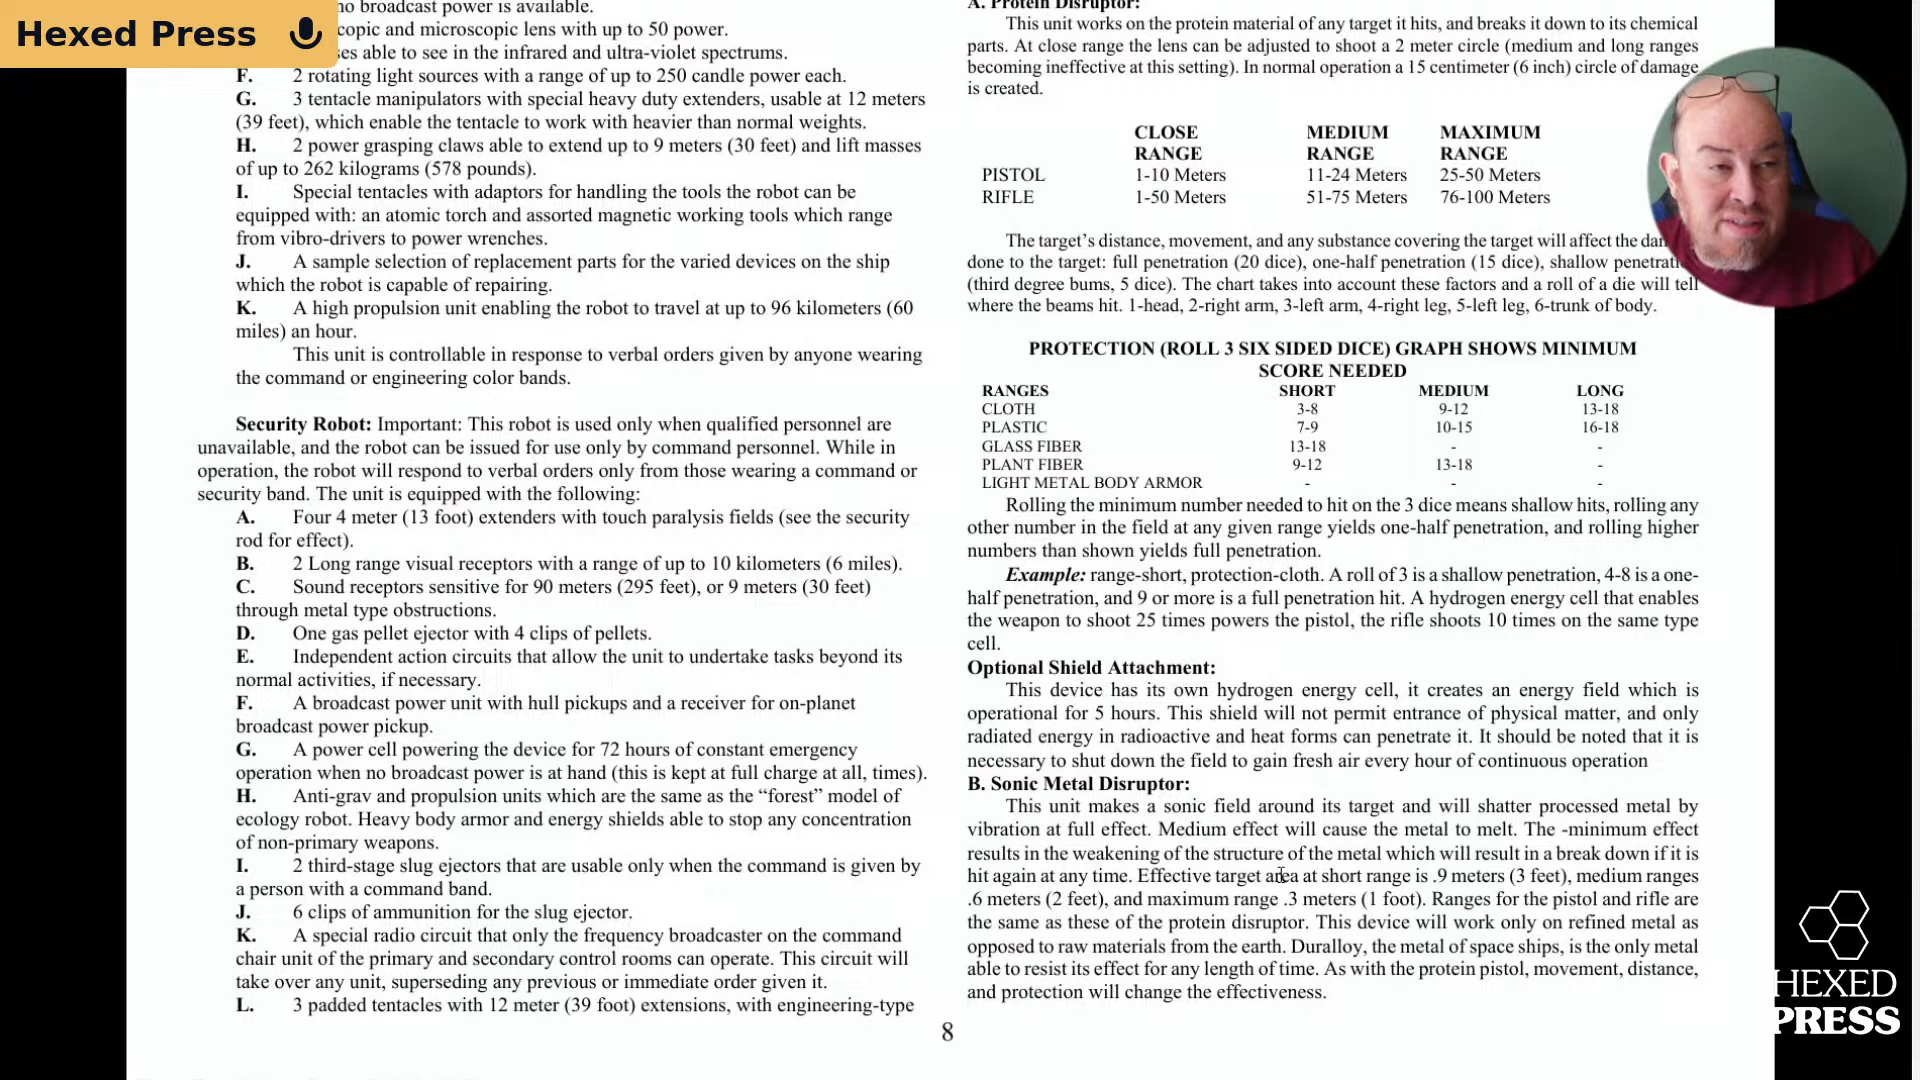 Hexed Press
no broadcast power is available.
copic and microscopic lens with up to 50 power.
ses able to see in the infrared and ultra-violet spectrums.
F. 2 rotating light sources with a range of up to 250 candle power each.
G. 3 tentacle manipulators with special heavy duty extenders, usable at 12 meters
(39 feet), which enable the tentacle to work with heavier than normal weights.
H. 2 power grasping claws able to extend up to 9 meters (30 feet) and lift masses
of up to 262 kilograms (578 pounds).
I. Special tentacles with adaptors for handling the tools the robot can be
equipped with: an atomic torch and assorted magnetic working tools which range
from vibro-drivers to power wrenches.
J. A sample selection of replacement parts for the varied devices on the ship
which the robot is capable of repairing.
K. A high propulsion unit enabling the robot to travel at up to 96 kilometers (60
miles) an hour.
This unit is controllable in response to verbal orders given by anyone wearing
the command or engineering color bands.
Security Robot: Important: This robot is used only when qualified personnel are
unavailable, and the robot can be issued for use only by command personnel. While in
operation, the robot will respond to verbal orders only from those wearing a command or
security band. The unit is equipped with the following:
A. Four 4 meter (13 foot) extenders with touch paralysis fields (see the security
rod for effect).
B. 2 Long range visual receptors with a range of up to 10 kilometers (6 miles).
C. Sound receptors sensitive for 90 meters (295 feet), or 9 meters (30 feet)
through metal type obstructions.
D. One gas pellet ejector with 4 clips of pellets.
E. Independent action circuits that allow the unit to undertake tasks beyond its
normal activities, if necessary.
F. A broadcast power unit with hull pickups and a receiver for on-planet
broadcast power pickup.
G. A power cell powering the device for 72 hours of constant emergency
operation when no broadcast power is at hand (this is kept at full charge at all, times).
H. Anti-grav and propulsion units which are the same as the “forest” model of
ecology robot. Heavy body armor and energy shields able to stop any concentration
of non-primary weapons.
I. 2 third-stage slug ejectors that are usable only when the command is given by
a person with a command band.
J. 6 clips of ammunition for the slug ejector.
K. A special radio circuit that only the frequency broadcaster on the command
chair unit of the primary and secondary control rooms can operate. This circuit will
take over any unit, superseding any previous or immediate order given it.
L. 3 padded tentacles with 12 meter (39 foot) extensions, with engineering-type
A. Protein Disruptor:
This unit works on the protein material of any target it hits, and breaks it down to its chemical
parts. At close range the lens can be adjusted to shoot a 2 meter circle (medium and long ranges
becoming ineffective at this setting). In normal operation a 15 centimeter (6 inch) circle of damage
is created.
CLOSE MEDIUM MAXIMUM
RANGE RANGE RANGE
PISTOL 1-10 Meters 11-24 Meters 25-50 Meters
RIFLE 1-50 Meters 51-75 Meters 76-100 Meters
The target’s distance, movement, and any substance covering the target will affect the
done to the target: full penetration (20 dice), one-half penetration (15 dice), shallow
(third degree bums, 5 dice). The chart takes into account these factors and a roll of a die will tell
where the beams hit. 1-head, 2-right arm, 3-left arm, 4-right leg, 5-left leg, 6-trunk of body.
PROTECTION (ROLL 3 SIX SIDED DICE) GRAPH SHOWS MINIMUM
SCORE NEEDED
RANGES SHORT MEDIUM LONG
CLOTH 3-8 9-12 13-18
PLASTIC 7-9 10-15 16-18
GLASS FIBER 13-18 - -
PLANT FIBER 9-12 13-18 -
LIGHT METAL BODY ARMOR - - -
Rolling the minimum number needed to hit on the 3 dice means shallow hits, rolling any
other number in the field at any given range yields one-half penetration, and rolling higher
numbers than shown yields full penetration.
Example: range-short, protection-cloth. A roll of 3 is a shallow penetration, 4-8 is a one-
half penetration, and 9 or more is a full penetration hit. A hydrogen energy cell that enables
the weapon to shoot 25 times powers the pistol, the rifle shoots 10 times on the same type
cell.
Optional Shield Attachment:
This device has its own hydrogen energy cell, it creates an energy field which is
operational for 5 hours. This shield will not permit entrance of physical matter, and only
radiated energy in radioactive and heat forms can penetrate it. It should be noted that it is
necessary to shut down the field to gain fresh air every hour of continuous operation
B. Sonic Metal Disruptor:
This unit makes a sonic field around its target and will shatter processed metal by
vibration at full effect. Medium effect will cause the metal to melt. The -minimum effect
results in the weakening of the structure of the metal which will result in a break down if it is
hit again at any time. Effective target area at short range is .9 meters (3 feet), medium ranges
.6 meters (2 feet), and maximum range .3 meters (1 foot). Ranges for the pistol and rifle are
the same as these of the protein disruptor. This device will work only on refined metal as
opposed to raw materials from the earth. Duralloy, the metal of space ships, is the only metal
able to resist its effect for any length of time. As with the protein pistol, movement, distance,
and protection will change the effectiveness.
8
HEXED
PRESS